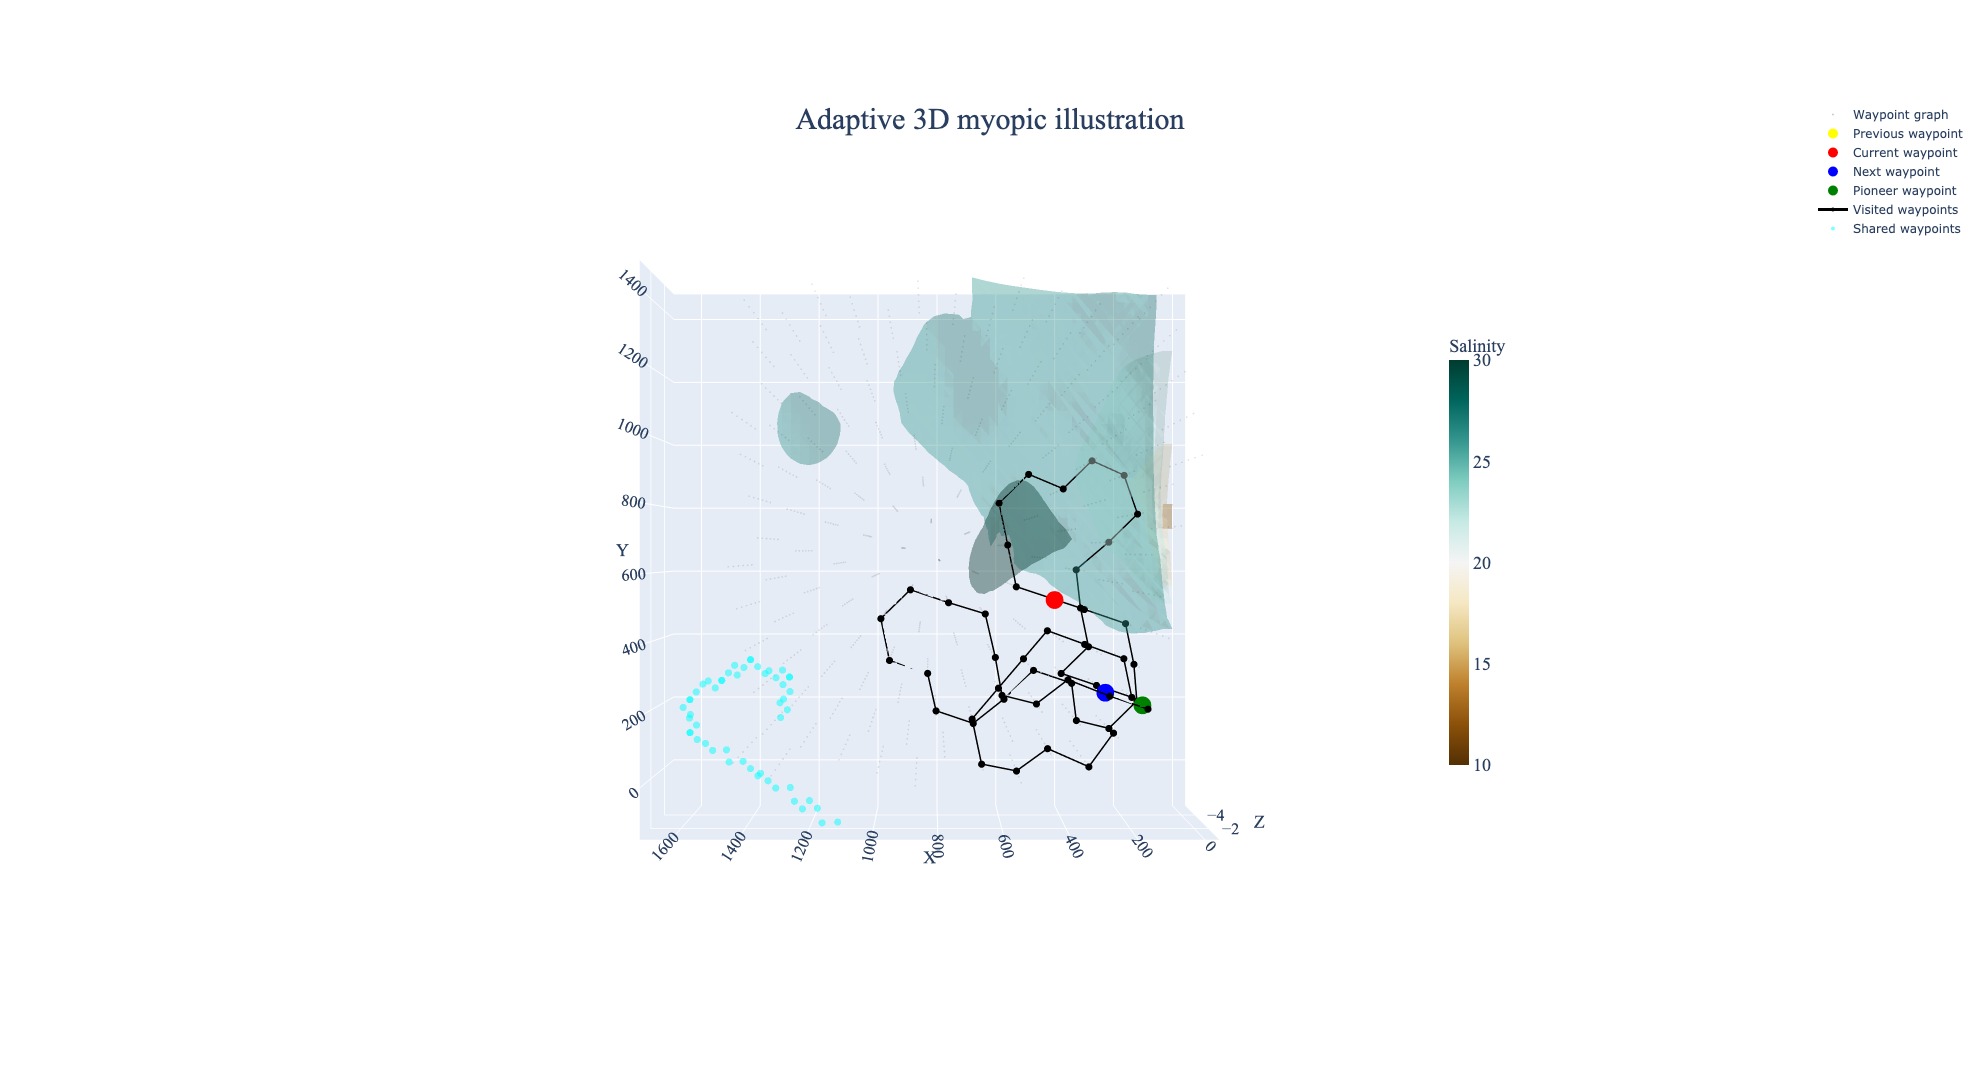 Adaptive 3D myopic illustration
Waypoint graph
Previous waypoint
Current waypoint
Next waypoint
Pioneer waypoint
Visited waypoints
Shared waypoints
Salinity
30
25
20
15
10
1400
1200
1000
800
600
400
200
0
Y
1600
1400
1200
1000
800
600
400
200
0
X
−4
−2
Z